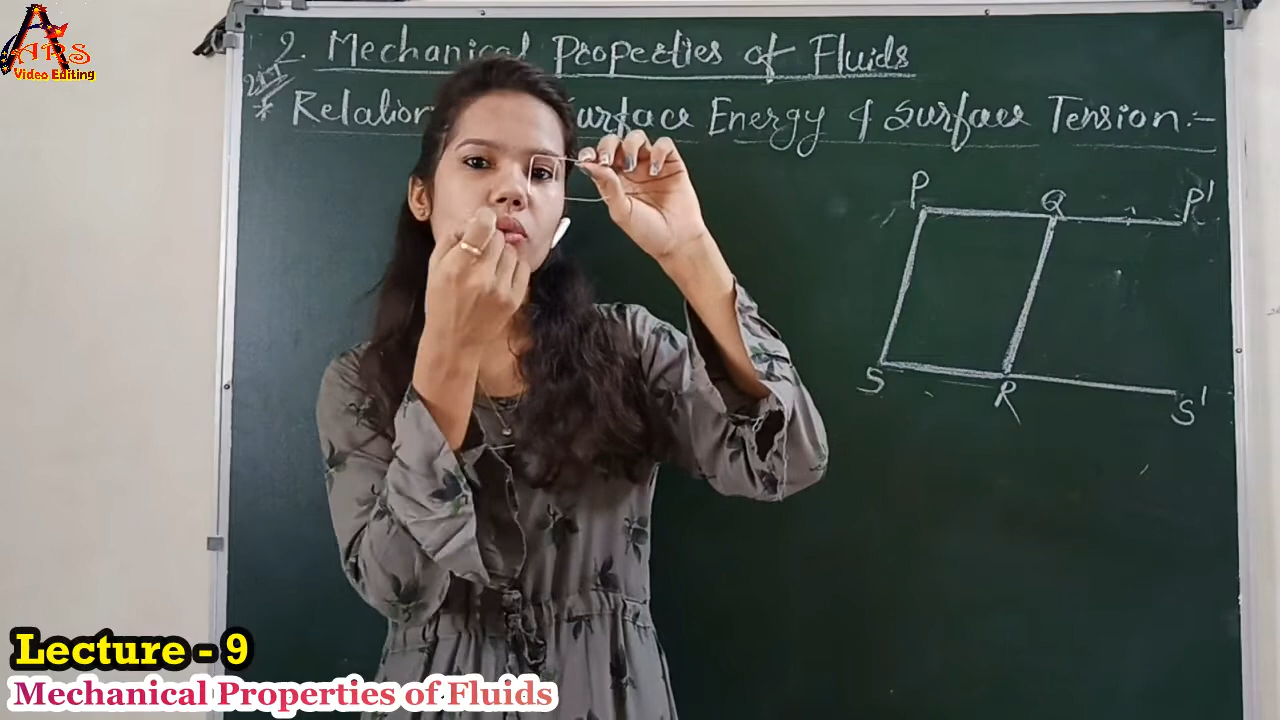 ARS
Video Editing
2. Mechanical Properties of Fluids
* Relation Surface Energy & Surface Tension :-
P Q P'
S R S'
Lecture - 9
Mechanical Properties of Fluids